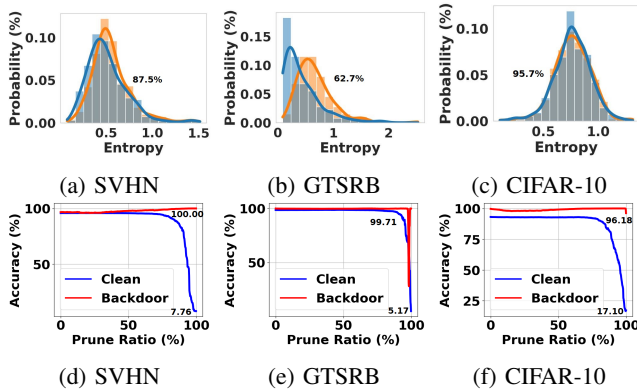 Probability (%)
0.10
0.05
0.00
87.5%
0.5
1.0
1.5
Entropy
(a) SVHN
Probability (%)
0.15
0.10
0.05
0.00
62.7%
0
1
2
Entropy
(b) GTSRB
Probability (%)
0.10
0.05
0.00
95.7%
0.5
1.0
Entropy
(c) CIFAR-10
Accuracy (%)
100
50
100.00
Clean
Backdoor
7.76
0
100
Prune Ratio (%)
(d) SVHN
Accuracy (%)
100
50
99.71
Clean
Backdoor
5.17
0
100
Prune Ratio (%)
(e) GTSRB
Accuracy (%)
100
75
50
25
96.18
Clean
Backdoor
17.10
0
100
Prune Ratio (%)
(f) CIFAR-10